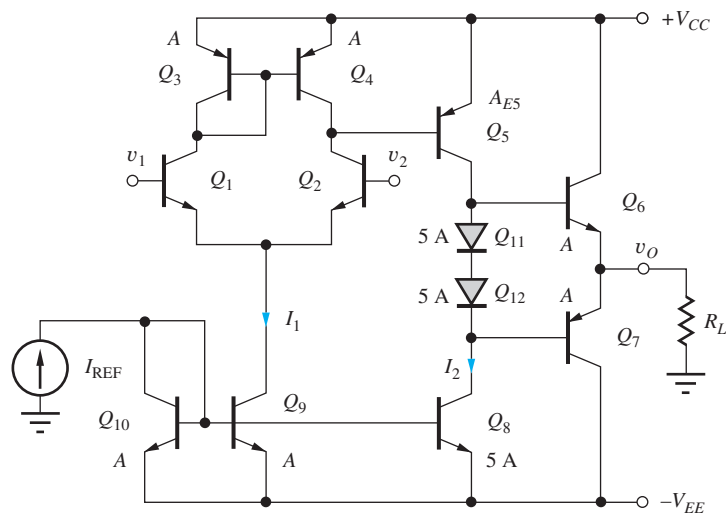 A
A
+V_CC
Q_3
Q_4
A_E5
Q_5
v_1
v_2
Q_1
Q_2
Q_6
5 A
Q_11
A
v_O
5 A
Q_12
A
I_1
R_L
Q_7
I_REF
I_2
Q_9
Q_10
Q_8
A
A
5 A
–V_EE